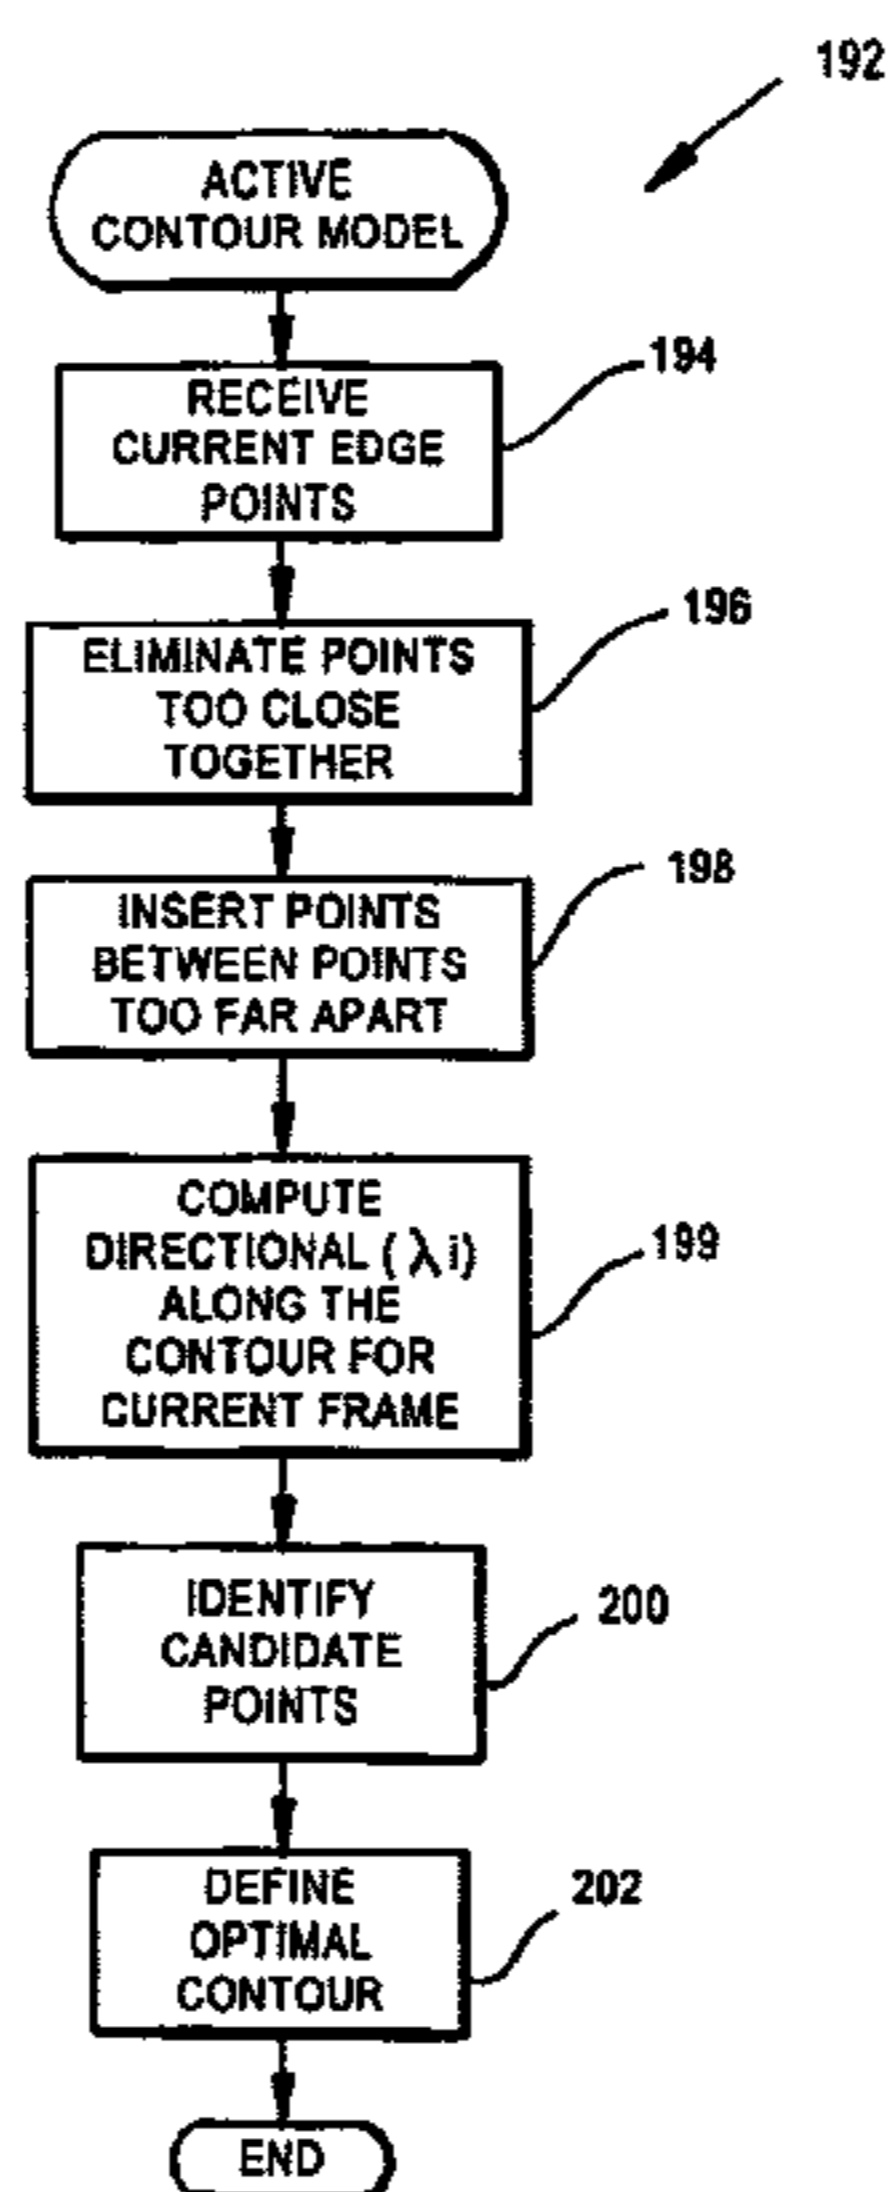 192
ACTIVE
CONTOUR MODEL
194
RECEIVE
CURRENT EDGE
POINTS
196
ELIMINATE POINTS
TOO CLOSE
TOGETHER
198
INSERT POINTS
BETWEEN POINTS
TOO FAR APART
199
COMPUTE
DIRECTIONAL (λi)
ALONG THE
CONTOUR FOR
CURRENT FRAME
200
IDENTIFY
CANDIDATE
POINTS
202
DEFINE
OPTIMAL
CONTOUR
END